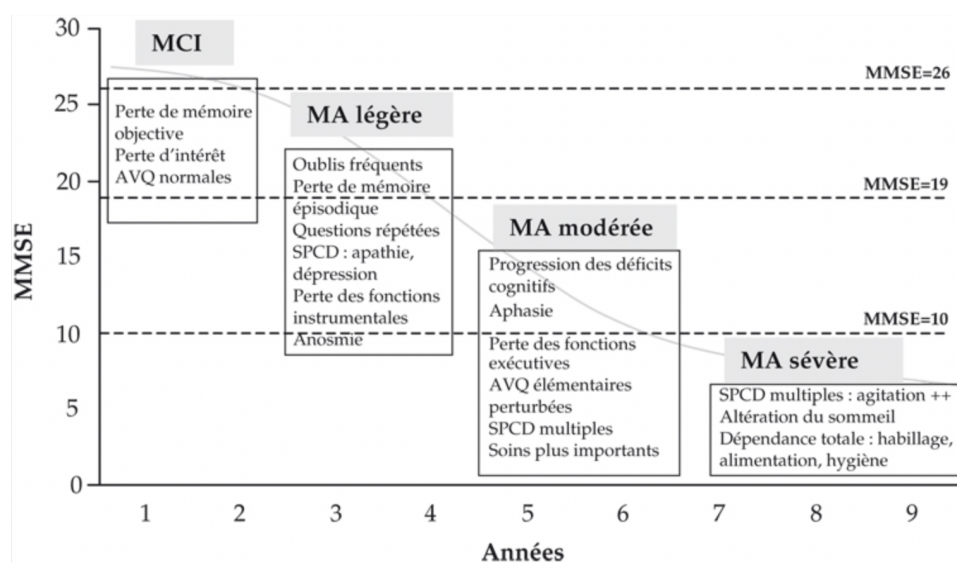 30
25
20
15
10
5
0
MMSE
MCI
Perte de mémoire
objective
Perte d'intérêt
AVQ normales
MA légère
Oublis fréquents
Perte de mémoire
épisodique
Questions répétées
SPCD : apathie,
dépression
Perte des fonctions
instrumentales
Anosmie
MA modérée
Progression des déficits
cognitifs
Aphasie
Perte des fonctions
exécutives
AVQ élémentaires
perturbées
SPCD multiples
Soins plus importants
MA sévère
SPCD multiples : agitation ++
Altération du sommeil
Dépendance totale : habillage,
alimentation, hygiène
MMSE=26
MMSE=19
MMSE=10
1 2 3 4 5 6 7 8 9
Années